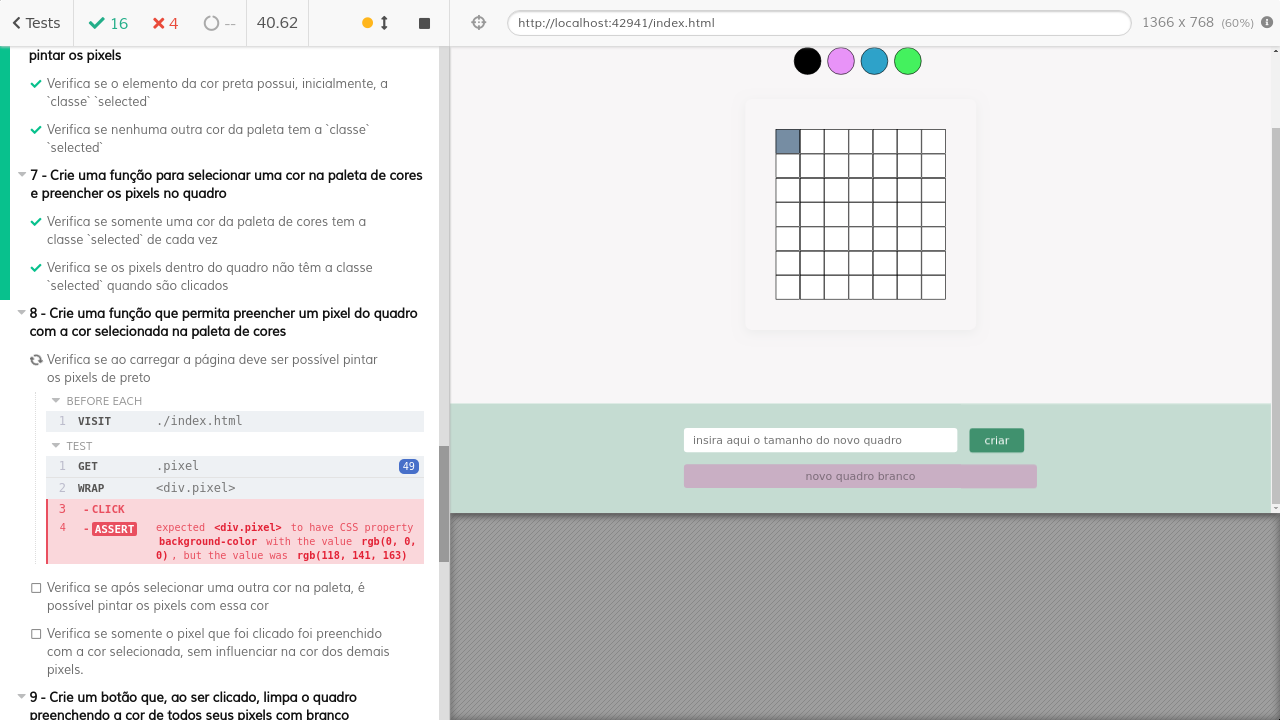 Tests
16
4
--
40.62
http://localhost:42941/index.html
1366 x 768 (60%)
pintar os pixels
Verifica se o elemento da cor preta possui, inicialmente, a
`classe` `selected`
Verifica se nenhuma outra cor da paleta tem a `classe`
`selected`
7 - Crie uma função para selecionar uma cor na paleta de cores
e preencher os pixels no quadro
Verifica se somente uma cor da paleta de cores tem a
classe `selected` de cada vez
Verifica se os pixels dentro do quadro não têm a classe
`selected` quando são clicados
8 - Crie uma função que permita preencher um pixel do quadro
com a cor selecionada na paleta de cores
Verifica se ao carregar a página deve ser possível pintar
os pixels de preto
BEFORE EACH
1 VISIT ./index.html
TEST
1 GET .pixel 49
2 WRAP <div.pixel>
3 -CLICK
4 -ASSERT expected <div.pixel> to have CSS property
background-color with the value rgb(0, 0,
0), but the value was rgb(118, 141, 163)
Verifica se após selecionar uma outra cor na paleta, é
possível pintar os pixels com essa cor
Verifica se somente o pixel que foi clicado foi preenchido
com a cor selecionada, sem influenciar na cor dos demais
pixels.
9 - Crie um botão que, ao ser clicado, limpa o quadro
preenchendo a cor de todos seus pixels com branco
insira aqui o tamanho do novo quadro
criar
novo quadro branco